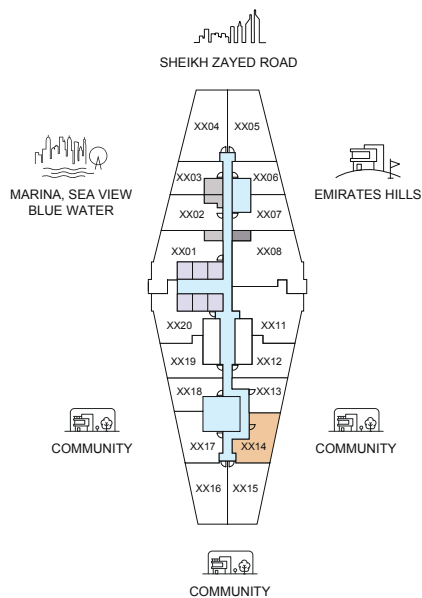 SHEIKH ZAYED ROAD
XX04
XX05
MARINA, SEA VIEW
BLUE WATER
EMIRATES HILLS
XX03
XX06
XX02
XX07
XX01
XX08
XX20
XX11
XX19
XX12
XX18
XX13
COMMUNITY
COMMUNITY
XX17
XX14
XX16
XX15
COMMUNITY